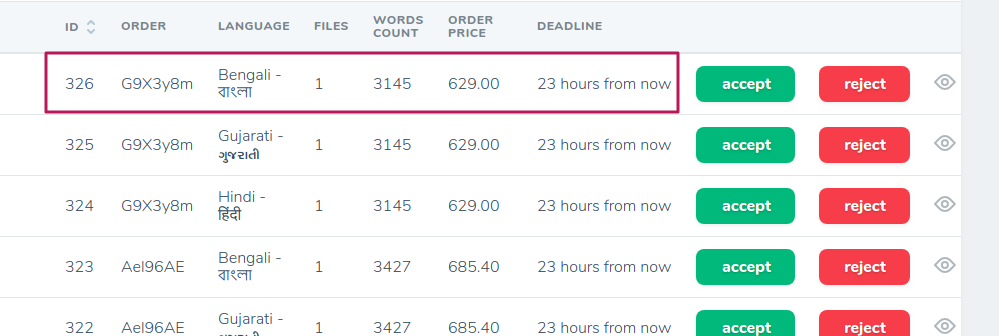 ID ORDER LANGUAGE FILES WORDS COUNT ORDER PRICE DEADLINE
326 G9X3y8m Bengali - বাংলা 1 3145 629.00 23 hours from now accept reject
325 G9X3y8m Gujarati - ગુજરાતી 1 3145 629.00 23 hours from now accept reject
324 G9X3y8m Hindi - हिंदी 1 3145 629.00 23 hours from now accept reject
323 Ael96AE Bengali - বাংলা 1 3427 685.40 23 hours from now accept reject
322 Ael96AE Gujarati - 1 3427 685.40 23 hours from now accept reject